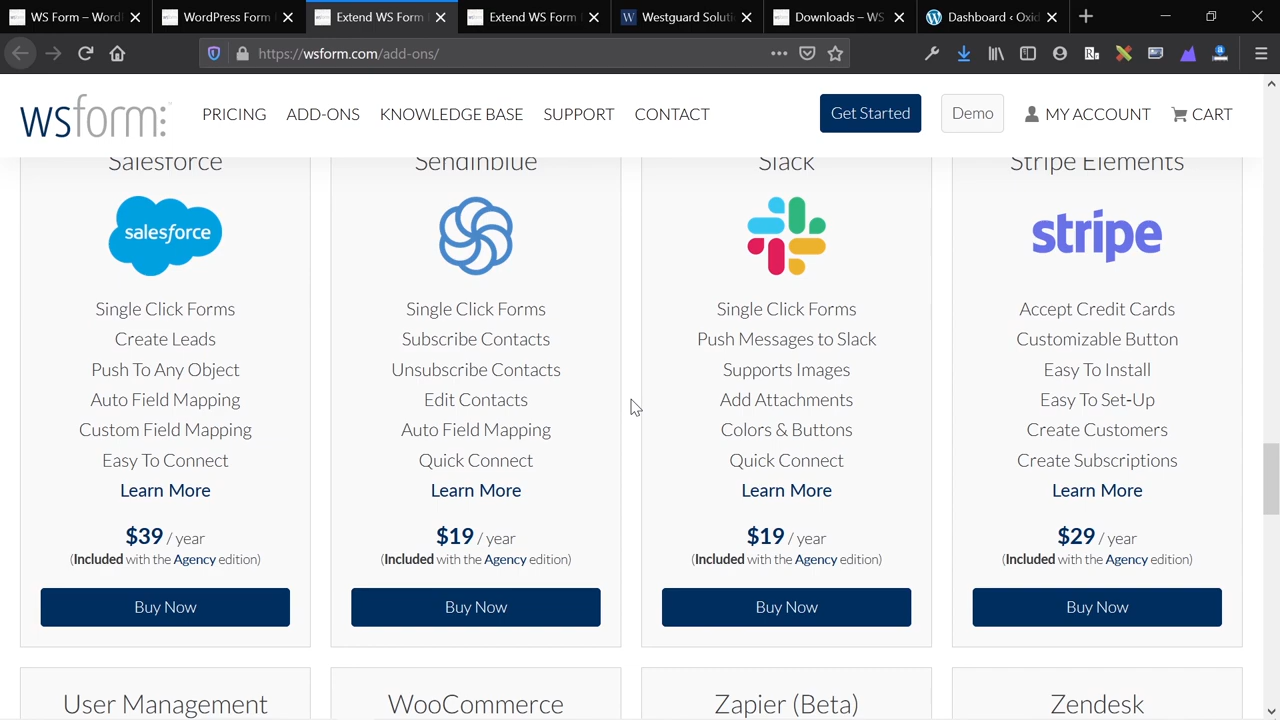 WS Form – Word
WordPress Form
Extend WS Form
Extend WS Form
Westguard Soluti
Downloads – WS
Dashboard ‹ Oxid
https://wsform.com/add-ons/
wsform:
PRICING
ADD-ONS
KNOWLEDGE BASE
SUPPORT
CONTACT
Get Started
Demo
MY ACCOUNT
CART
Salesforce
Sendinblue
Slack
Stripe Elements
salesforce
stripe
Single Click Forms
Create Leads
Push To Any Object
Auto Field Mapping
Custom Field Mapping
Easy To Connect
Learn More
$39 / year
(Included with the Agency edition)
Buy Now
Single Click Forms
Subscribe Contacts
Unsubscribe Contacts
Edit Contacts
Auto Field Mapping
Quick Connect
Learn More
$19 / year
(Included with the Agency edition)
Buy Now
Single Click Forms
Push Messages to Slack
Supports Images
Add Attachments
Colors & Buttons
Quick Connect
Learn More
$19 / year
(Included with the Agency edition)
Buy Now
Accept Credit Cards
Customizable Button
Easy To Install
Easy To Set-Up
Create Customers
Create Subscriptions
Learn More
$29 / year
(Included with the Agency edition)
Buy Now
User Management
WooCommerce
Zapier (Beta)
Zendesk